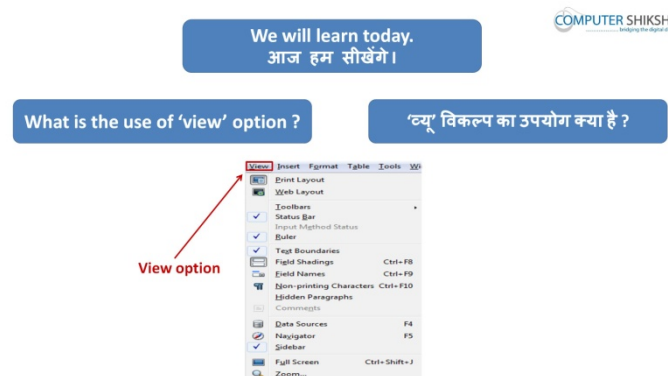 COMPUTER SHIKSH
bridging the digital d
We will learn today.
आज हम सीखेंगे।
What is the use of ‘view’ option ?
‘व्यू’ विकल्प का उपयोग क्या है ?
View Insert Format Table Tools Wi
Print Layout
Web Layout
Toolbars
Status Bar
Input Method Status
Ruler
Text Boundaries
Field Shadings Ctrl+F8
Field Names Ctrl+F9
Non-printing Characters Ctrl+F10
Hidden Paragraphs
Comments
Data Sources F4
Navigator F5
Sidebar
Full Screen Ctrl+Shift+J
Zoom...
View option